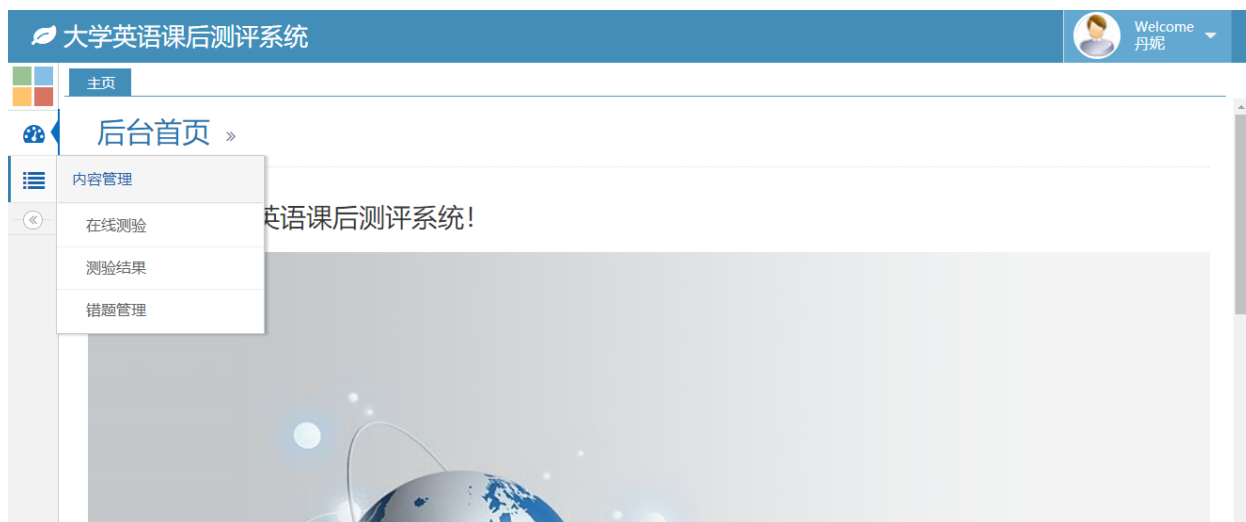 大学英语课后测评系统
Welcome
丹妮
主页
后台首页 »
内容管理
英语课后测评系统!
在线测验
测验结果
错题管理